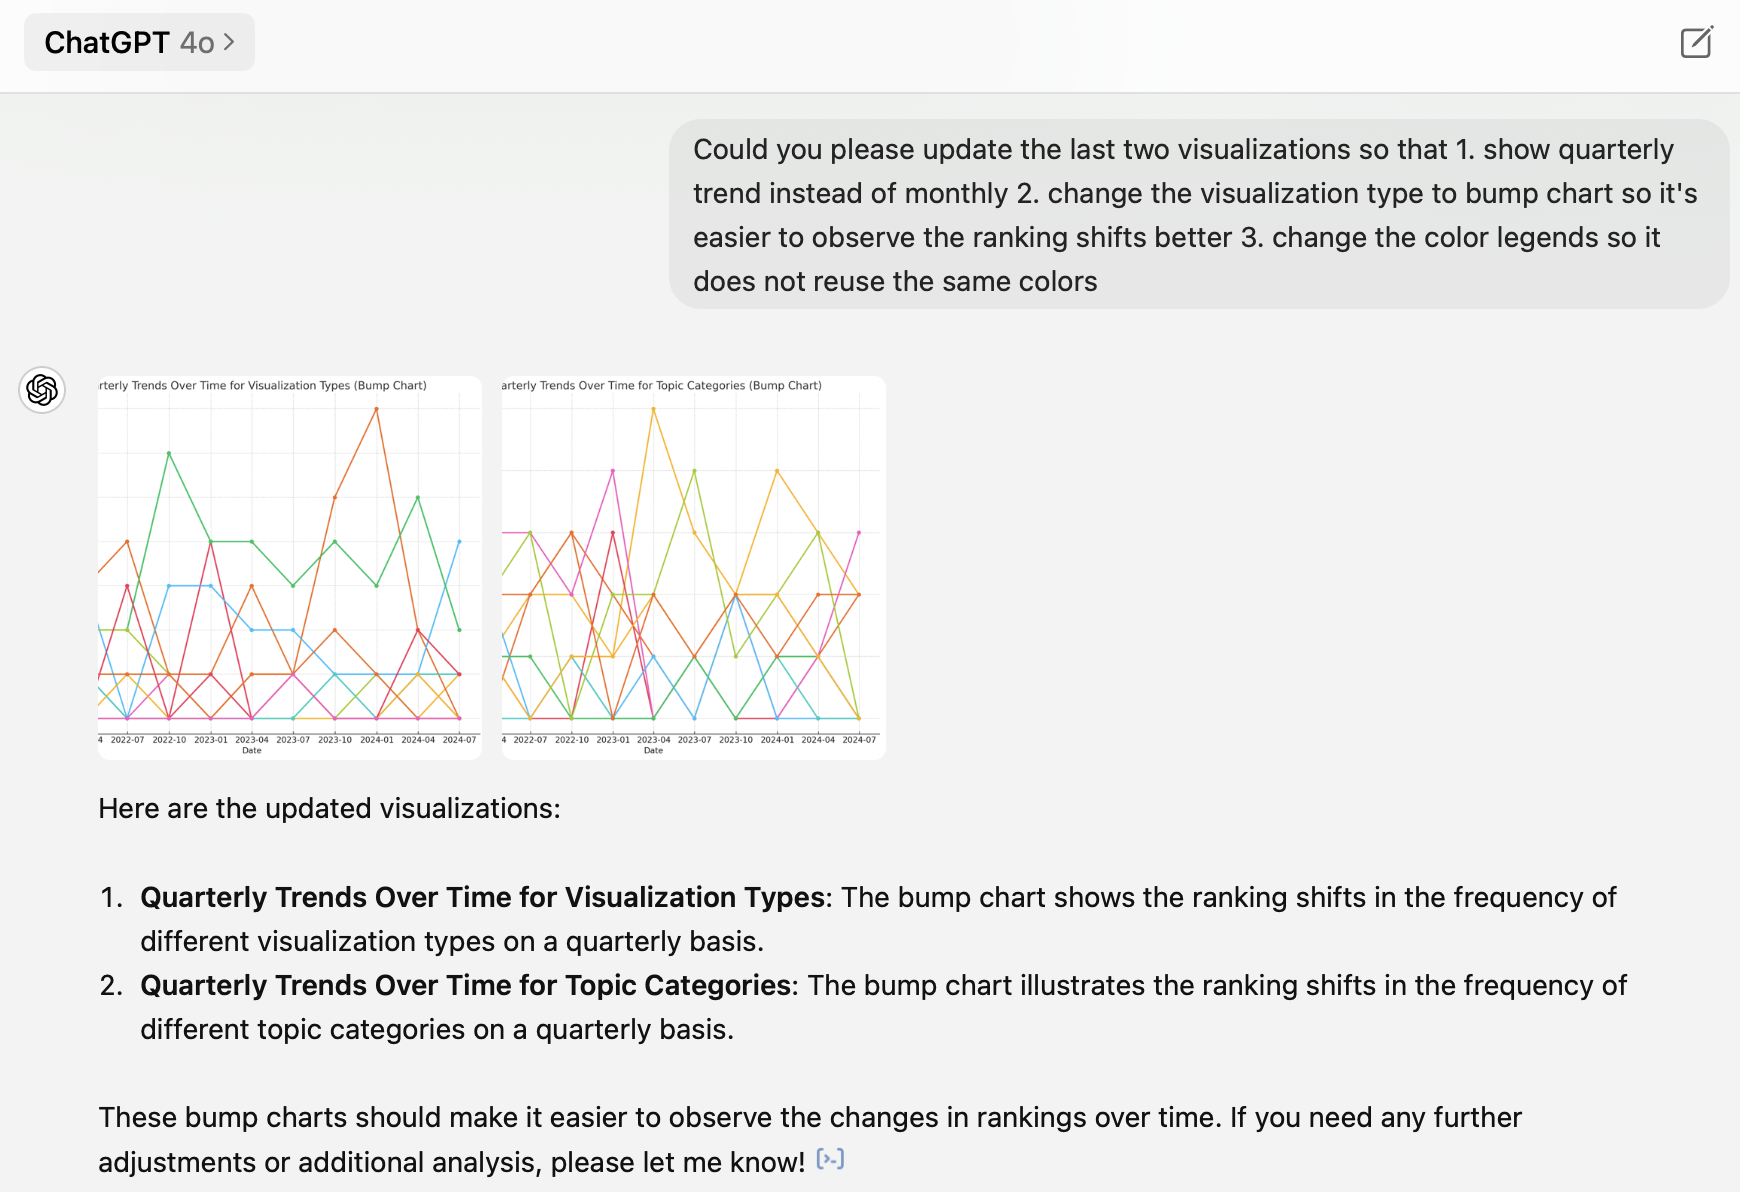 ChatGPT 4o >
Could you please update the last two visualizations so that 1. show quarterly
trend instead of monthly 2. change the visualization type to bump chart so it's
easier to observe the ranking shifts better 3. change the color legends so it
does not reuse the same colors
rterly Trends Over Time for Visualization Types (Bump Chart)
4 2022-07 2022-10 2023-01 2023-04 2023-07 2023-10 2024-01 2024-04 2024-07
Date
arterly Trends Over Time for Topic Categories (Bump Chart)
4 2022-07 2022-10 2023-01 2023-04 2023-07 2023-10 2024-01 2024-04 2024-07
Date
Here are the updated visualizations:
1. Quarterly Trends Over Time for Visualization Types: The bump chart shows the ranking shifts in the frequency of
different visualization types on a quarterly basis.
2. Quarterly Trends Over Time for Topic Categories: The bump chart illustrates the ranking shifts in the frequency of
different topic categories on a quarterly basis.
These bump charts should make it easier to observe the changes in rankings over time. If you need any further
adjustments or additional analysis, please let me know! [>-]